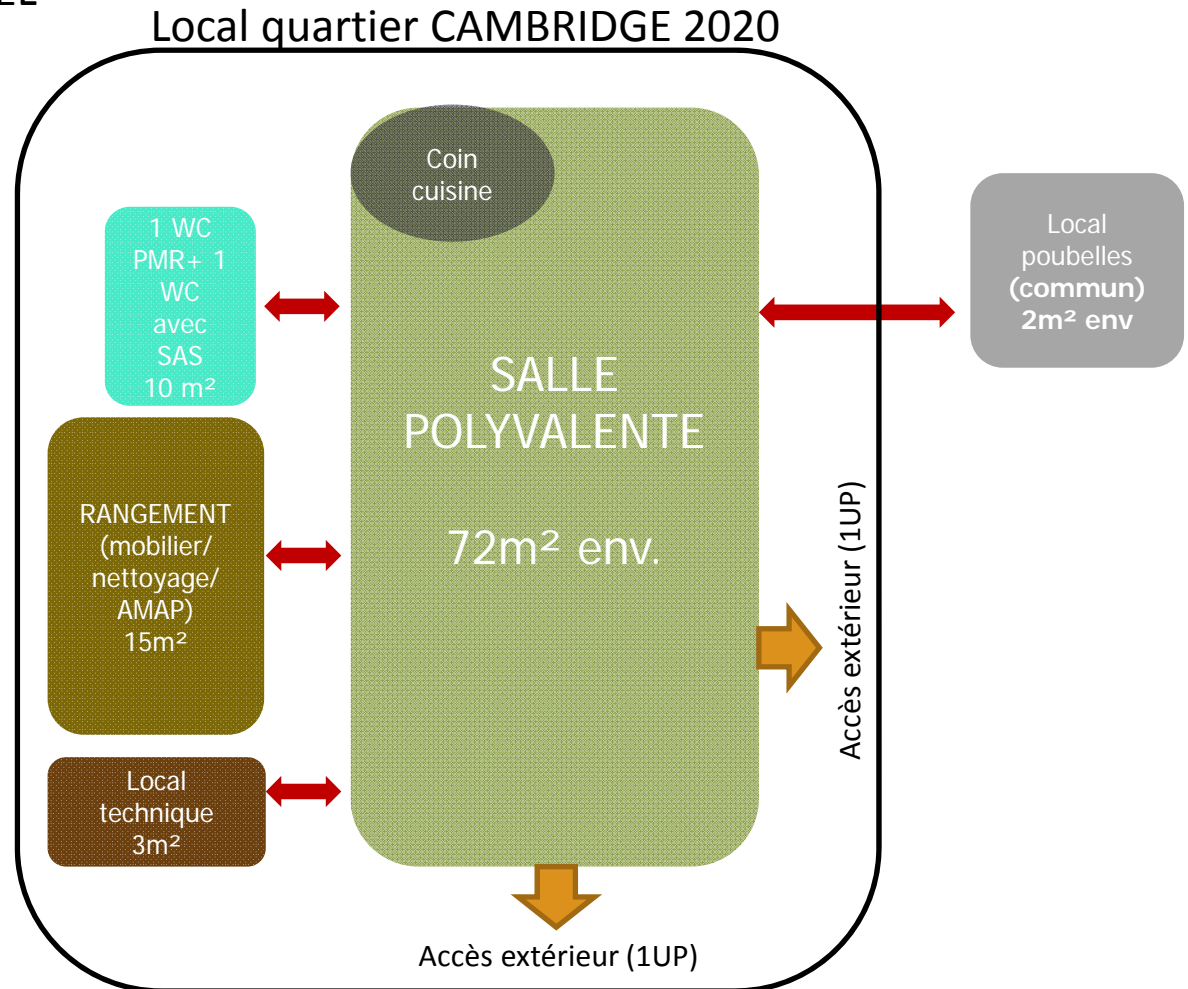 Local quartier CAMBRIDGE 2020
Coin
cuisine
1 WC
PMR+ 1
WC
avec
SAS
10 m²
Local
poubelles
(commun)
2m² env
SALLE
POLYVALENTE
72m² env.
RANGEMENT
(mobilier/
nettoyage/
AMAP)
15m²
Accès extérieur (1UP)
Local
technique
3m²
Accès extérieur (1UP)